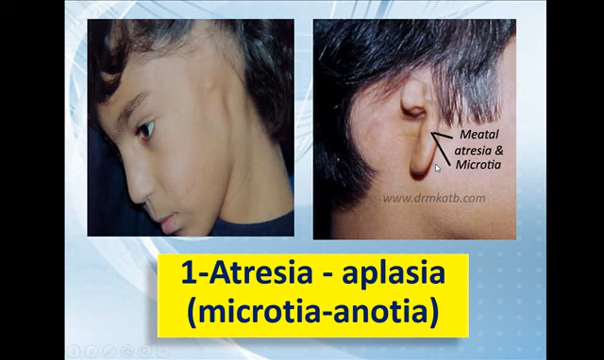 Meatal
atresia &
Microtia
www.drmkotb.com
1-Atresia - aplasia
(microtia-anotia)